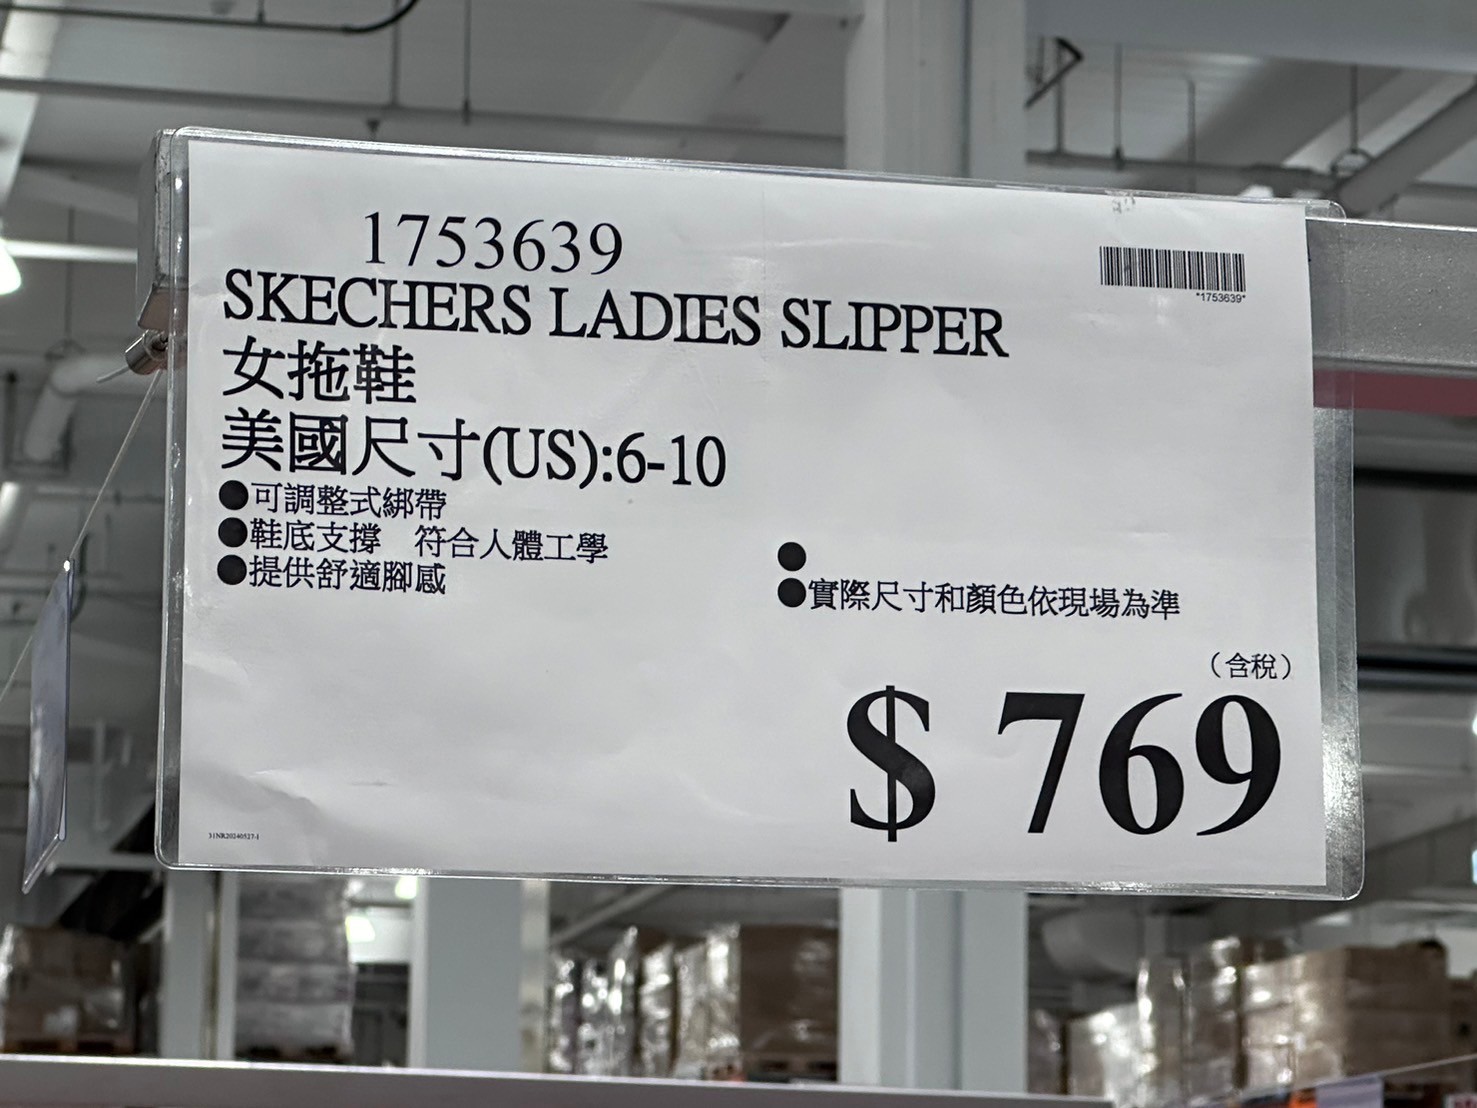 1753639
*1753639*
SKECHERS LADIES SLIPPER
女拖鞋
美國尺寸(US):6-10
●可調整式綁帶
●鞋底支撐　符合人體工學
●提供舒適腳感
●
●實際尺寸和顏色依現場為準
（含稅）
$ 769
31NR20240527-1